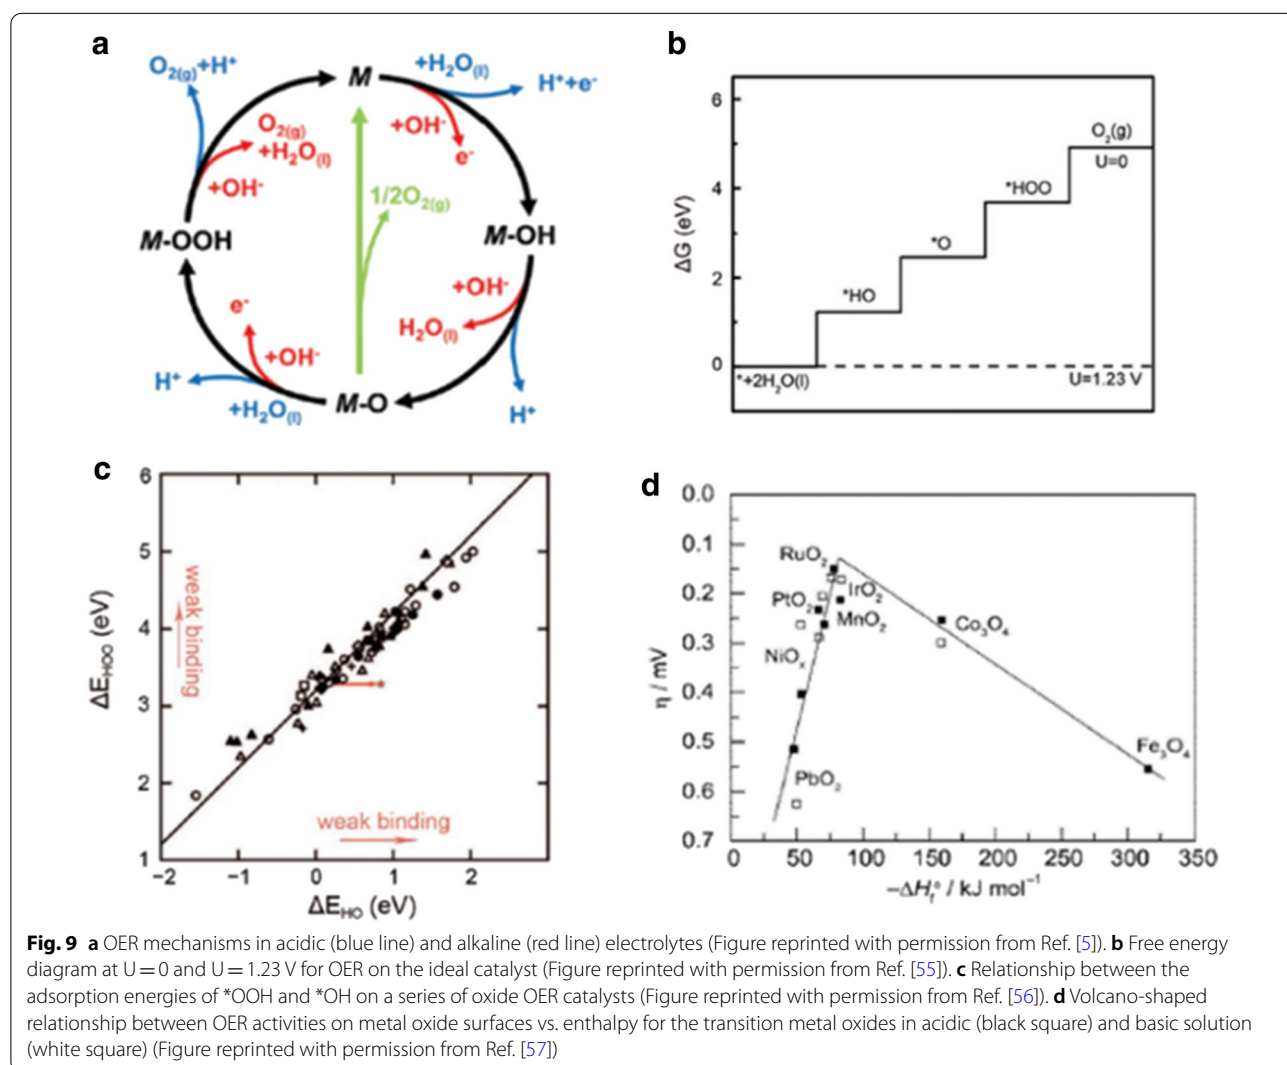 a
O₂(g)+H⁺
M
+H₂O(l)
H⁺+e⁻
O₂(g)
+H₂O(l)
+OH⁻
e⁻
+OH⁻
1/2O₂(g)
M-OOH
M-OH
+OH⁻
e⁻
H₂O(l)
+OH⁻
H⁺
+H₂O(l)
M-O
H⁺
b
6
4
2
0
ΔG (eV)
O₂(g)
U=0
*HOO
*O
*HO
*+2H₂O(l)
U=1.23 V
c
6
5
4
3
2
1
ΔE_HOO (eV)
weak binding
weak binding
−2 −1 0 1 2
ΔE_HO (eV)
d
0.0
0.1
0.2
0.3
0.4
0.5
0.6
0.7
η / mV
RuO₂
IrO₂
PtO₂
MnO₂
Co₃O₄
NiOₓ
Fe₃O₄
PbO₂
0 50 100 150 200 250 300 350
−ΔH_f° / kJ mol⁻¹
Fig. 9 a OER mechanisms in acidic (blue line) and alkaline (red line) electrolytes (Figure reprinted with permission from Ref. [5]). b Free energy
diagram at U = 0 and U = 1.23 V for OER on the ideal catalyst (Figure reprinted with permission from Ref. [55]). c Relationship between the
adsorption energies of *OOH and *OH on a series of oxide OER catalysts (Figure reprinted with permission from Ref. [56]). d Volcano-shaped
relationship between OER activities on metal oxide surfaces vs. enthalpy for the transition metal oxides in acidic (black square) and basic solution
(white square) (Figure reprinted with permission from Ref. [57])